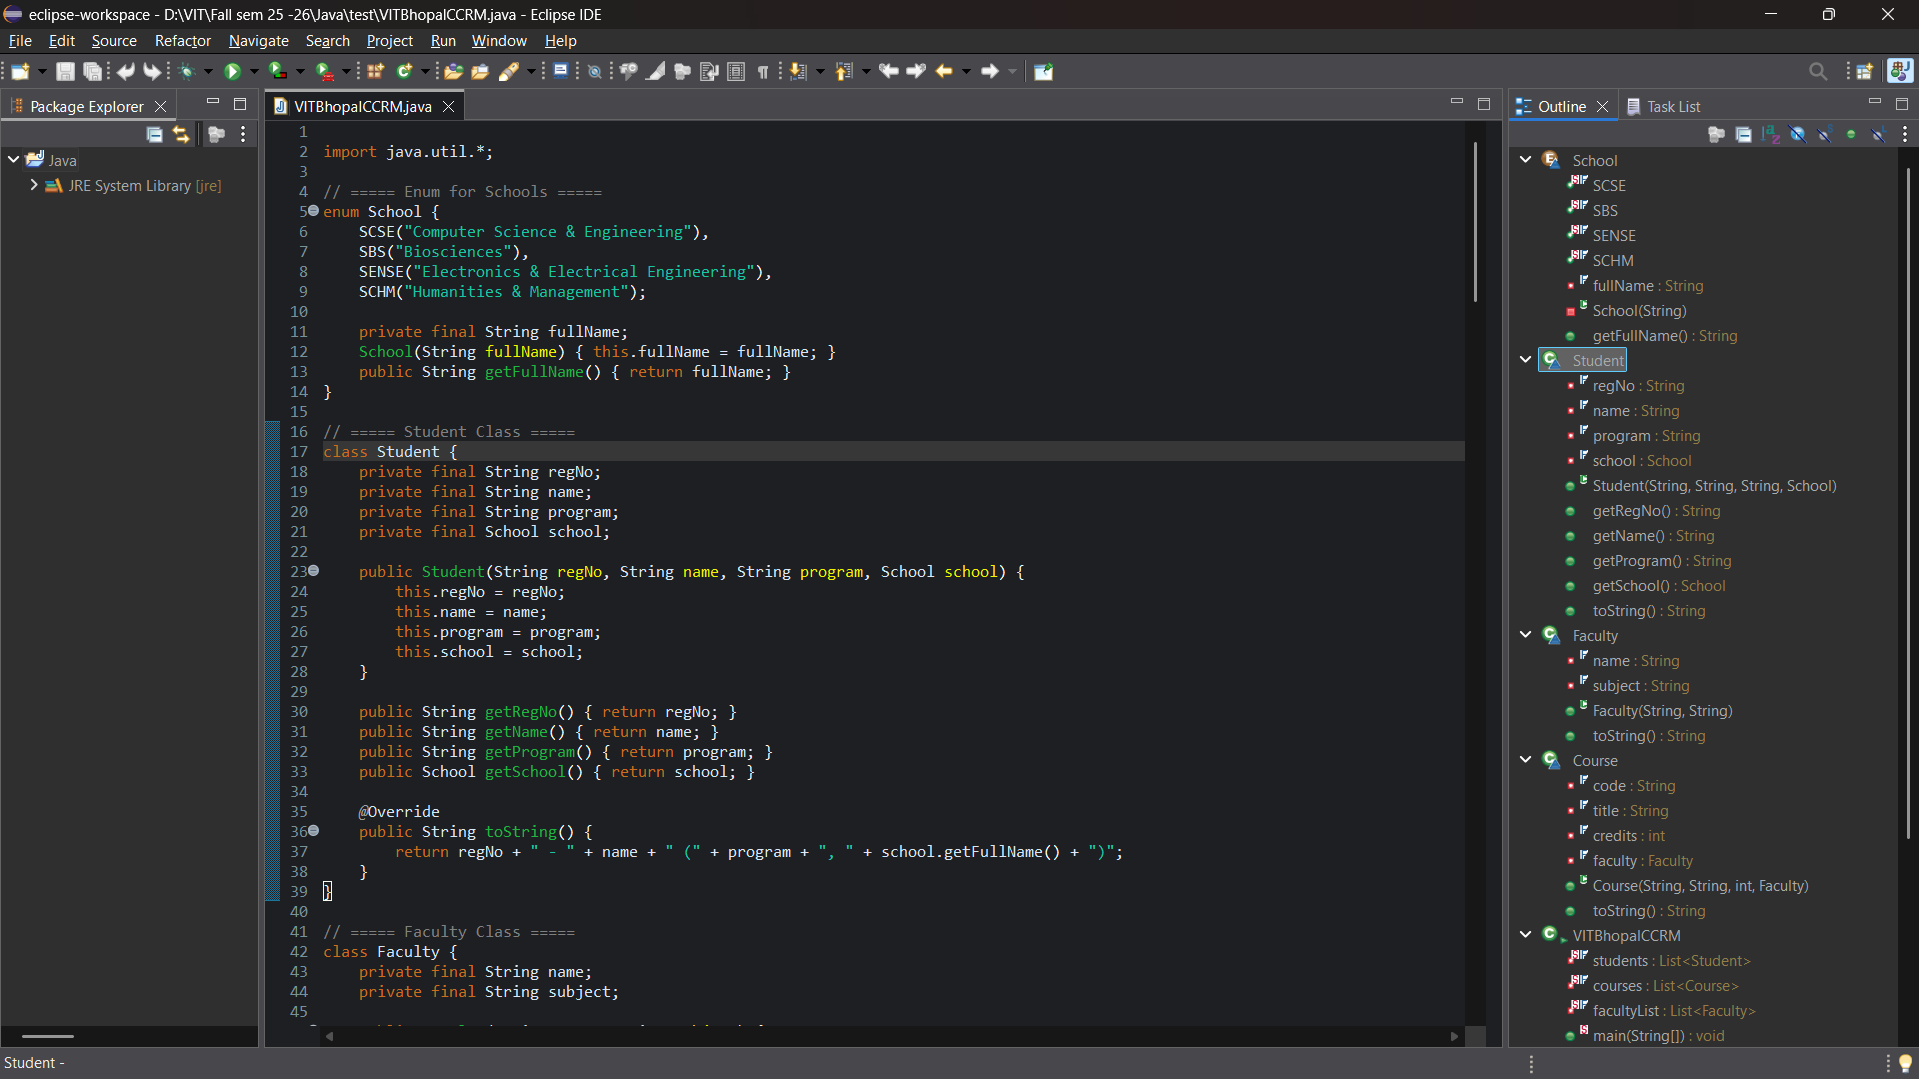 eclipse-workspace - D:\VIT\Fall sem 25 -26\Java\test\VITBhopalCCRM.java - Eclipse IDE
File Edit Source Refactor Navigate Search Project Run Window Help
Package Explorer
Java
JRE System Library [jre]
VITBhopalCCRM.java
1
2 import java.util.*;
3
4 // ===== Enum for Schools =====
5 enum School {
6 SCSE("Computer Science & Engineering"),
7 SBS("Biosciences"),
8 SENSE("Electronics & Electrical Engineering"),
9 SCHM("Humanities & Management");
10
11 private final String fullName;
12 School(String fullName) { this.fullName = fullName; }
13 public String getFullName() { return fullName; }
14 }
15
16 // ===== Student Class =====
17 class Student {
18 private final String regNo;
19 private final String name;
20 private final String program;
21 private final School school;
22
23 public Student(String regNo, String name, String program, School school) {
24 this.regNo = regNo;
25 this.name = name;
26 this.program = program;
27 this.school = school;
28 }
29
30 public String getRegNo() { return regNo; }
31 public String getName() { return name; }
32 public String getProgram() { return program; }
33 public School getSchool() { return school; }
34
35 @Override
36 public String toString() {
37 return regNo + " - " + name + " (" + program + ", " + school.getFullName() + ")";
38 }
39 }
40
41 // ===== Faculty Class =====
42 class Faculty {
43 private final String name;
44 private final String subject;
45
Outline Task List
School
SCSE
SBS
SENSE
SCHM
fullName : String
School(String)
getFullName() : String
Student
regNo : String
name : String
program : String
school : School
Student(String, String, String, School)
getRegNo() : String
getName() : String
getProgram() : String
getSchool() : School
toString() : String
Faculty
name : String
subject : String
Faculty(String, String)
toString() : String
Course
code : String
title : String
credits : int
faculty : Faculty
Course(String, String, int, Faculty)
toString() : String
VITBhopalCCRM
students : List<Student>
courses : List<Course>
facultyList : List<Faculty>
main(String[]) : void
Student -